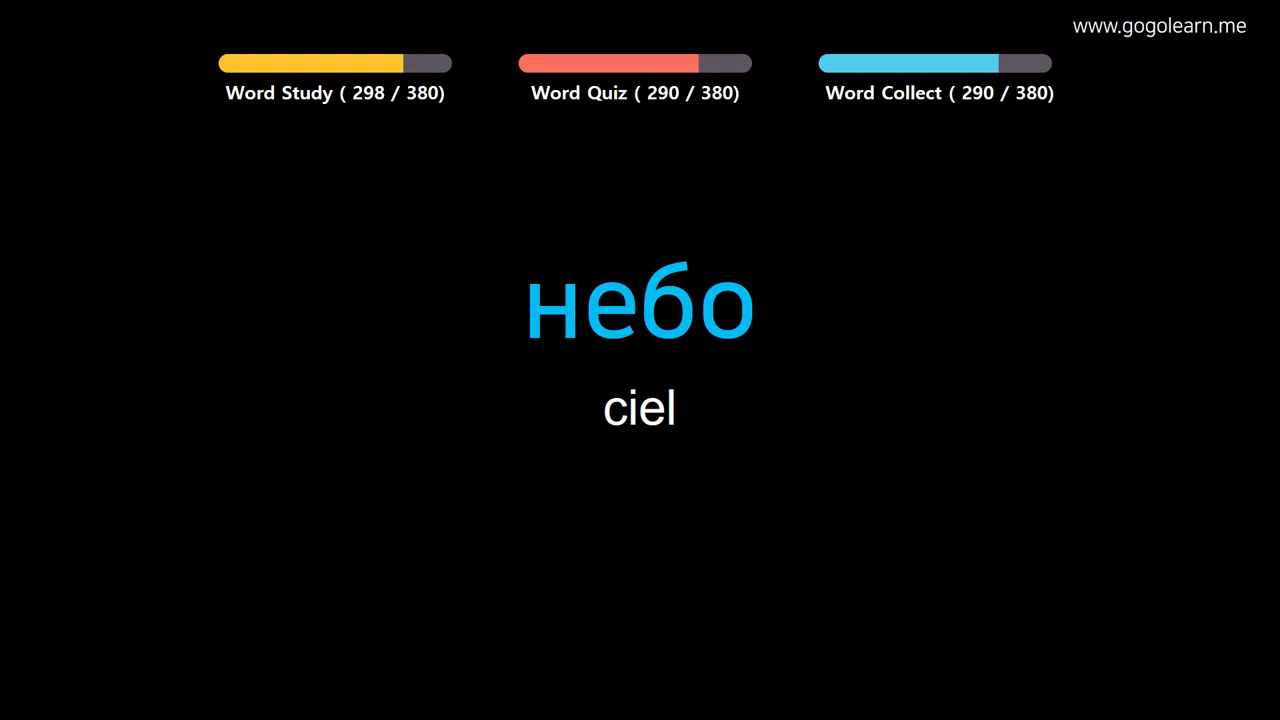 www.gogolearn.me
Word Study ( 298 / 380)
Word Quiz ( 290 / 380)
Word Collect ( 290 / 380)
небо
ciel